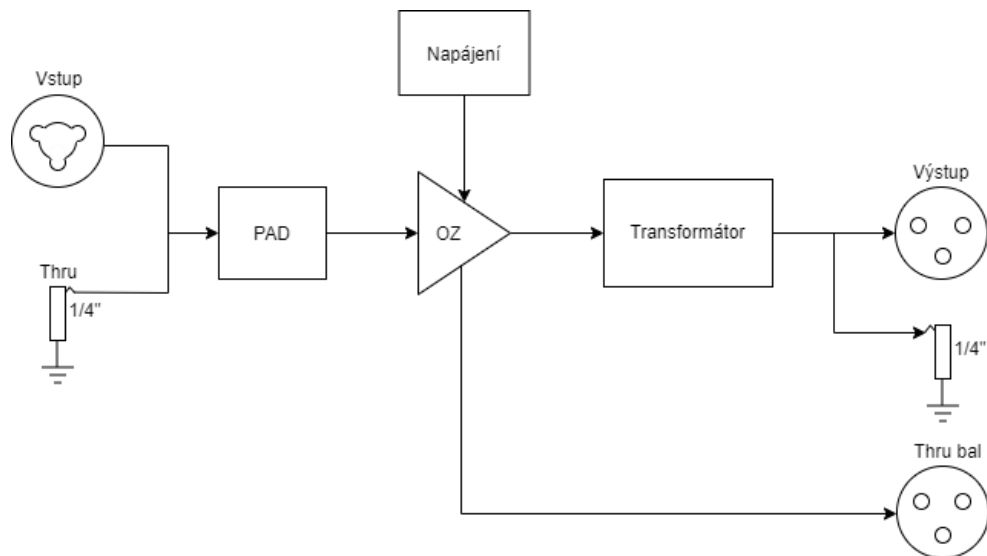 Napájení
Vstup
Výstup
PAD
OZ
Transformátor
Thru
1/4"
1/4"
Thru bal